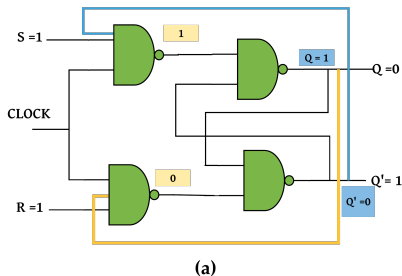 S =1
1
Q = 1
Q =0
CLOCK
0
Q'= 1
R =1
Q' =0
(a)